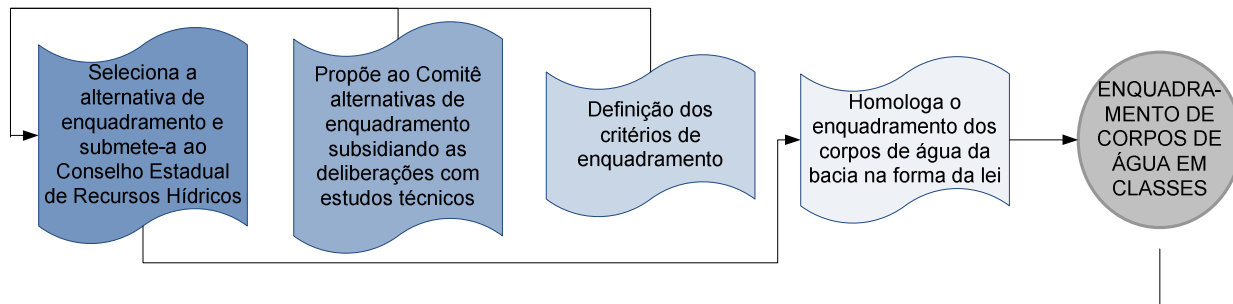 Seleciona a
alternativa de
enquadramento e
submete-a ao
Conselho Estadual
de Recursos Hídricos
Propõe ao Comitê
alternativas de
enquadramento
subsidiando as
deliberações com
estudos técnicos
Definição dos
critérios de
enquadramento
Homologa o
enquadramento dos
corpos de água da
bacia na forma da lei
ENQUADRA-
MENTO DE
CORPOS DE
ÁGUA EM
CLASSES